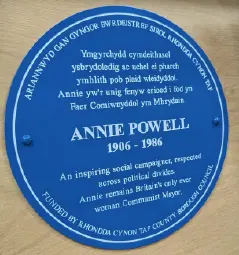 ARIANNWYD GAN GYNGOR BWRDEISTREF SIROL RHONDDA CYNON TAF
Ymgyrchydd cymdeithasol
ysbrydoledig ac uchel ei pharch
ymhlith pob plaid wleidyddol.
Annie yw'r unig fenyw erioed i fod yn
Faer Comiwnyddol ym Mhrydain.
ANNIE POWELL
1906 - 1986
An inspiring social campaigner, respected
across political divides.
Annie remains Britain's only ever
woman Communist Mayor.
FUNDED BY RHONDDA CYNON TAF COUNTY BOROUGH COUNCIL